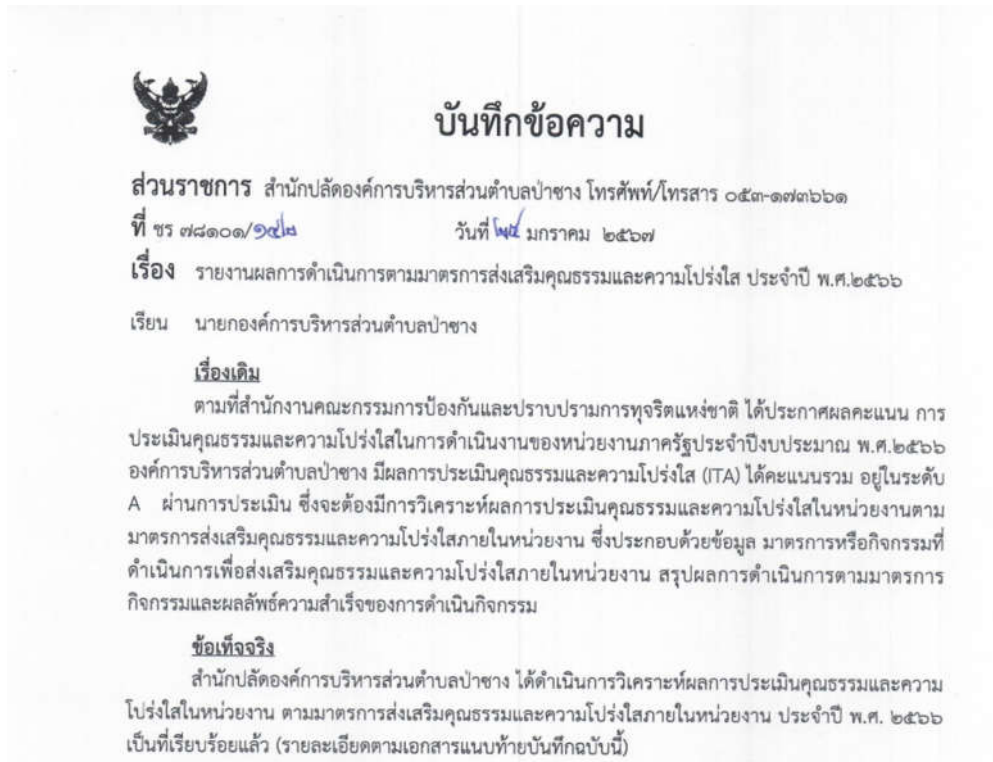 บันทึกข้อความ
ส่วนราชการ สำนักปลัดองค์การบริหารส่วนตำบลป่าซาง โทรศัพท์/โทรสาร ๐๕๓-๑๗๓๖๖๑
ที่ ชร ๗๘๑๐๑/ วันที่ มกราคม ๒๕๖๗
เรื่อง รายงานผลการดำเนินการตามมาตรการส่งเสริมคุณธรรมและความโปร่งใส ประจำปี พ.ศ.๒๕๖๖
เรียน นายกองค์การบริหารส่วนตำบลป่าซาง
เรื่องเดิม
ตามที่สำนักงานคณะกรรมการป้องกันและปราบปรามการทุจริตแห่งชาติ ได้ประกาศผลคะแนน การ
ประเมินคุณธรรมและความโปร่งใสในการดำเนินงานของหน่วยงานภาครัฐประจำปีงบประมาณ พ.ศ.๒๕๖๖
องค์การบริหารส่วนตำบลป่าซาง มีผลการประเมินคุณธรรมและความโปร่งใส (ITA) ได้คะแนนรวม อยู่ในระดับ
A ผ่านการประเมิน ซึ่งจะต้องมีการวิเคราะห์ผลการประเมินคุณธรรมและความโปร่งใสในหน่วยงานตาม
มาตรการส่งเสริมคุณธรรมและความโปร่งใสภายในหน่วยงาน ซึ่งประกอบด้วยข้อมูล มาตรการหรือกิจกรรมที่
ดำเนินการเพื่อส่งเสริมคุณธรรมและความโปร่งใสภายในหน่วยงาน สรุปผลการดำเนินการตามมาตรการ
กิจกรรมและผลลัพธ์ความสำเร็จของการดำเนินกิจกรรม
ข้อเท็จจริง
สำนักปลัดองค์การบริหารส่วนตำบลป่าซาง ได้ดำเนินการวิเคราะห์ผลการประเมินคุณธรรมและความ
โปร่งใสในหน่วยงาน ตามมาตรการส่งเสริมคุณธรรมและความโปร่งใสภายในหน่วยงาน ประจำปี พ.ศ. ๒๕๖๖
เป็นที่เรียบร้อยแล้ว (รายละเอียดตามเอกสารแนบท้ายบันทึกฉบับนี้)